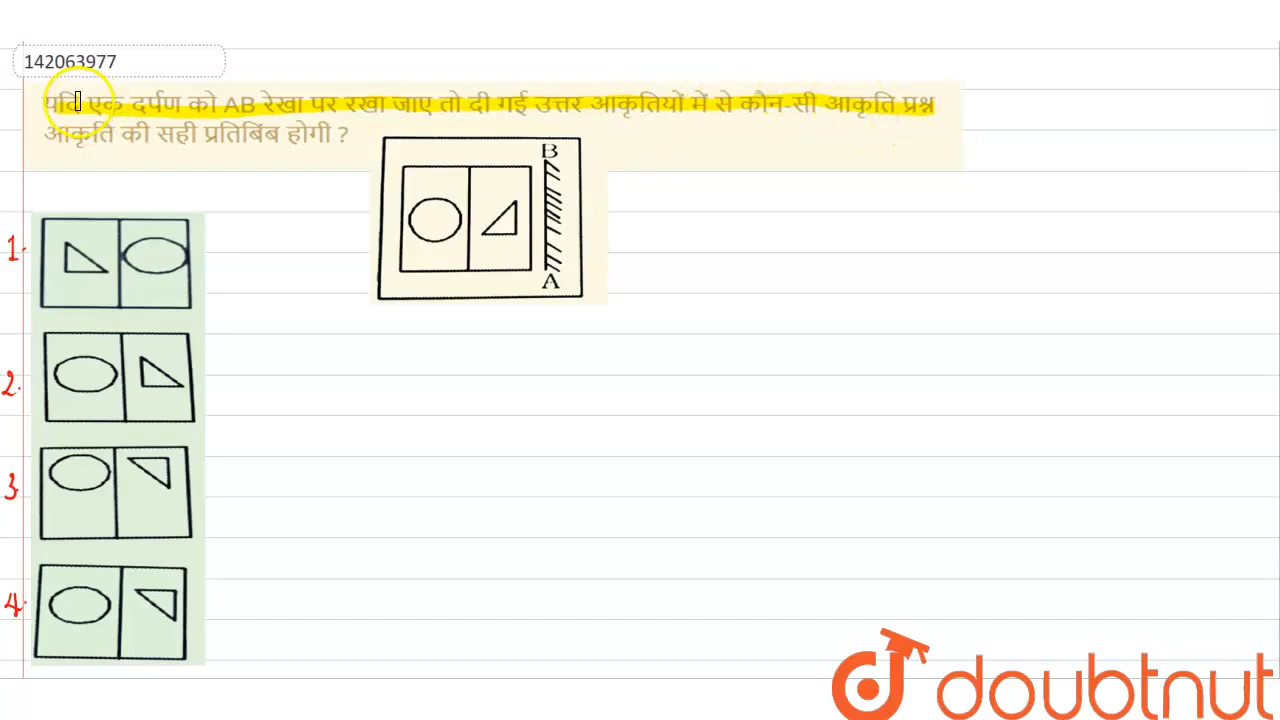 142063977
यदि एक दर्पण को AB रेखा पर रखा जाए तो दी गई उत्तर आकृतियों में से कौन-सी आकृति प्रश्न
आकृति की सही प्रतिबिंब होगी ?
B
A
1.
2.
3.
4.
doubtnut